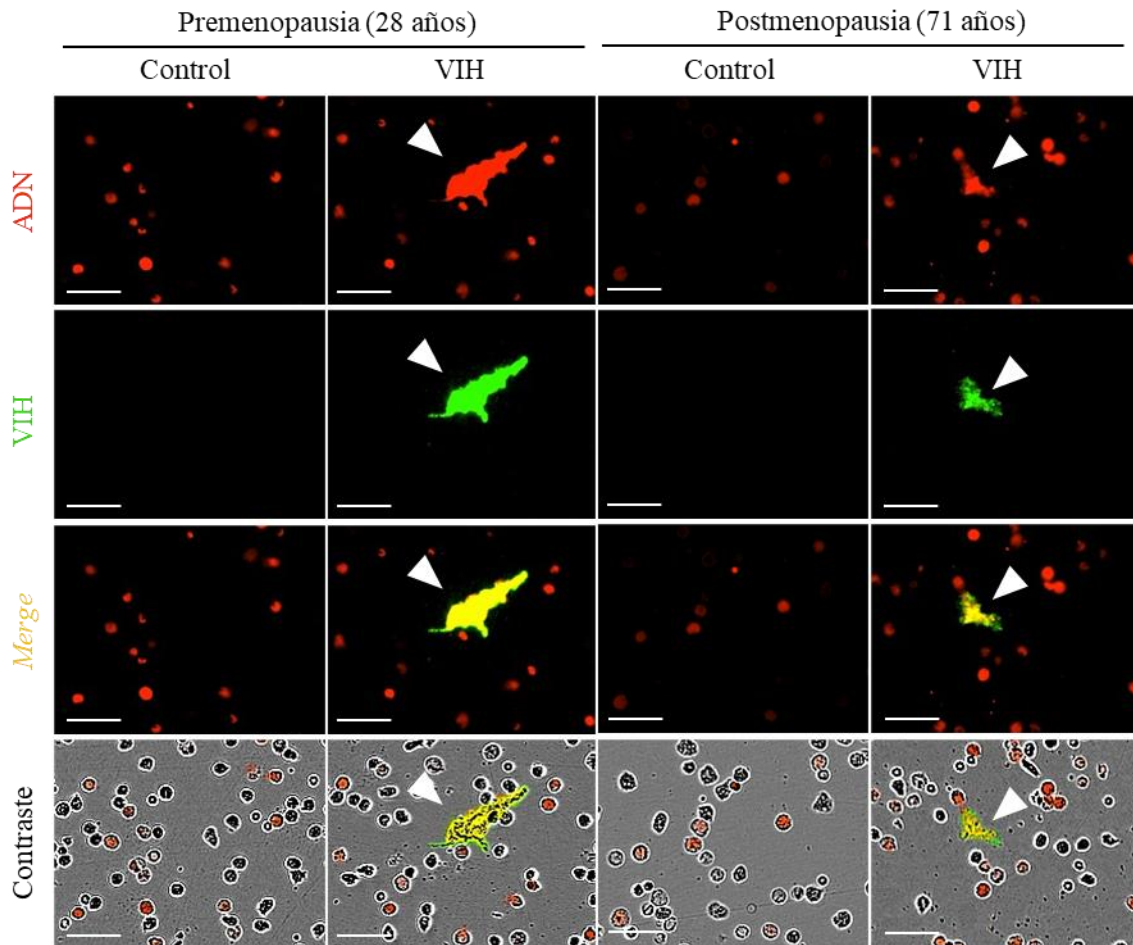 Premenopausia (28 años)
Postmenopausia (71 años)
Control
VIH
Control
VIH
ADN
VIH
Merge
Contraste